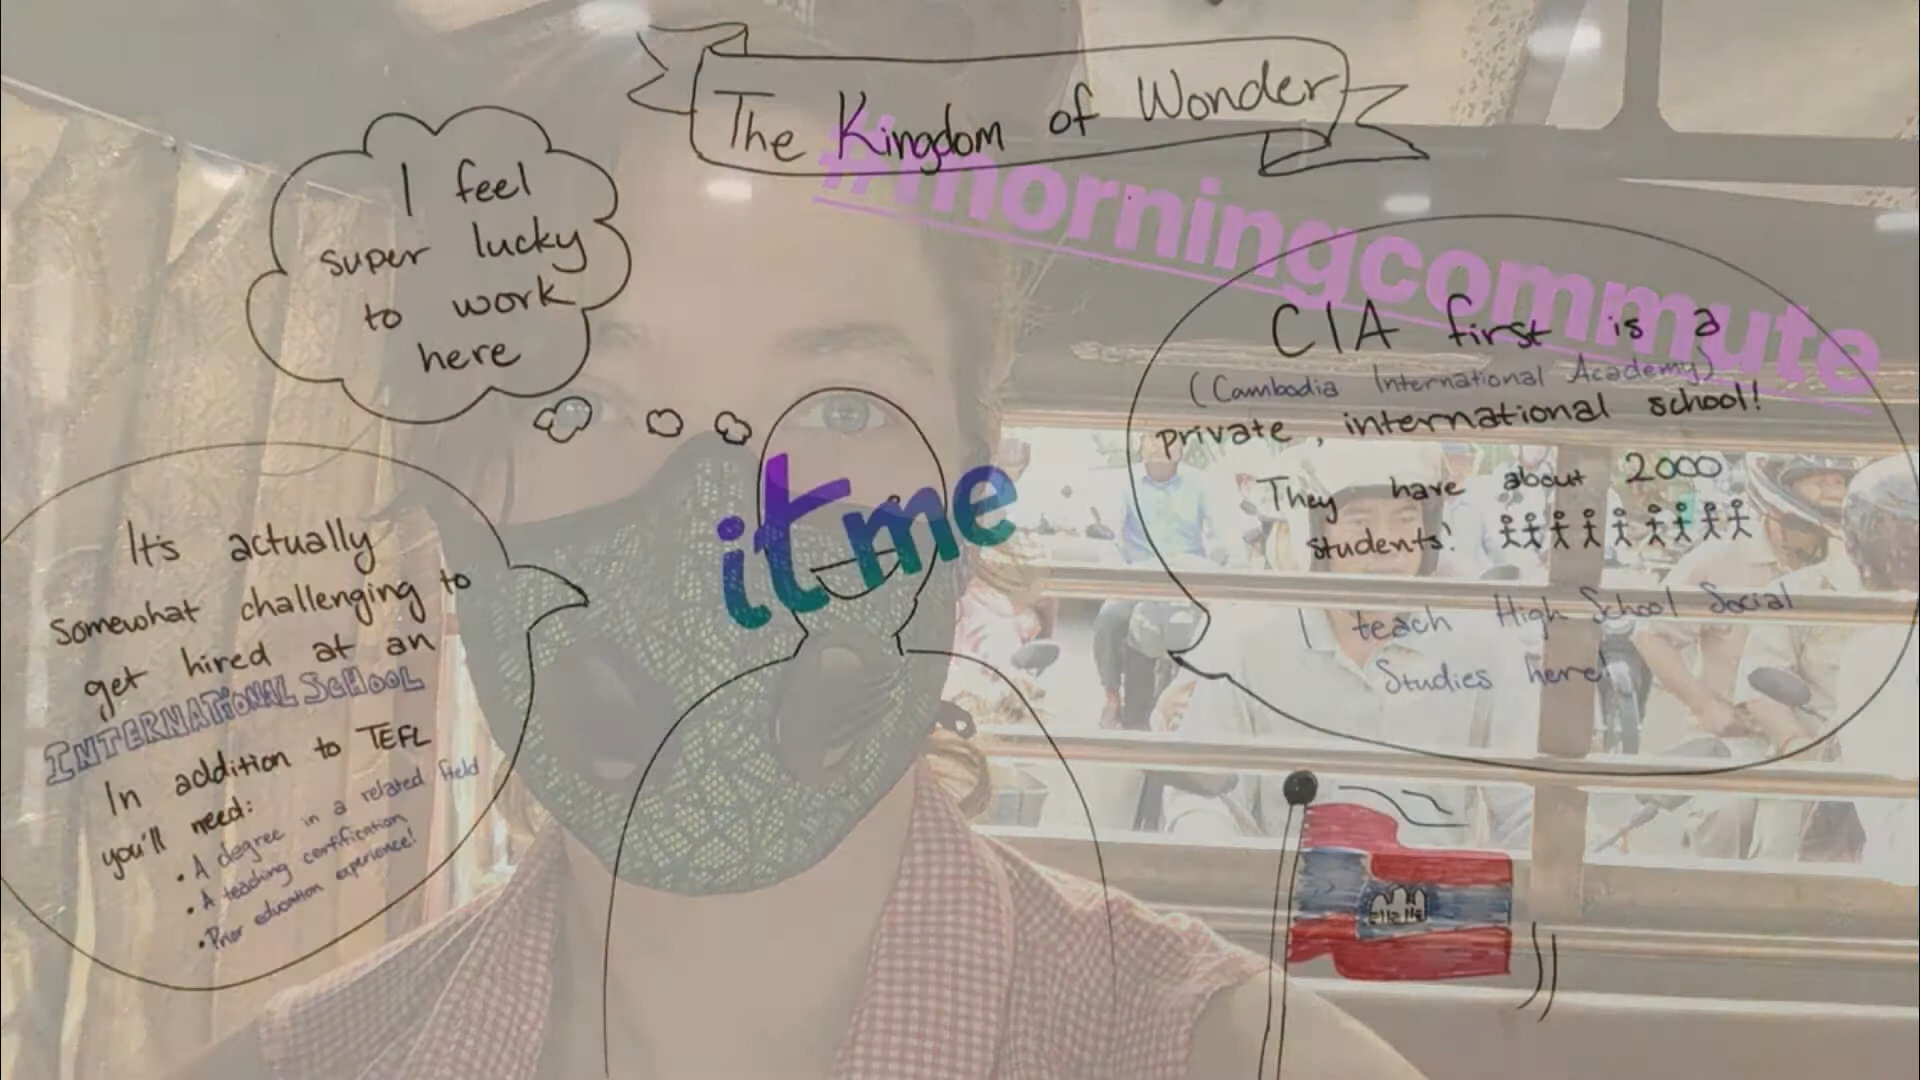 The Kingdom of Wonder
#morningcommute
I feel
super lucky
to work
here
CIA first is a
(Cambodia International Academy)
private, international school!
They have about 2000
students!
I teach High School Social
Studies here!
it me
It's actually
somewhat challenging to
get hired at an
INTERNATIONAL SCHOOL
In addition to TEFL
you'll need:
• A degree in a related field
• A teaching certification
• Prior education experience!